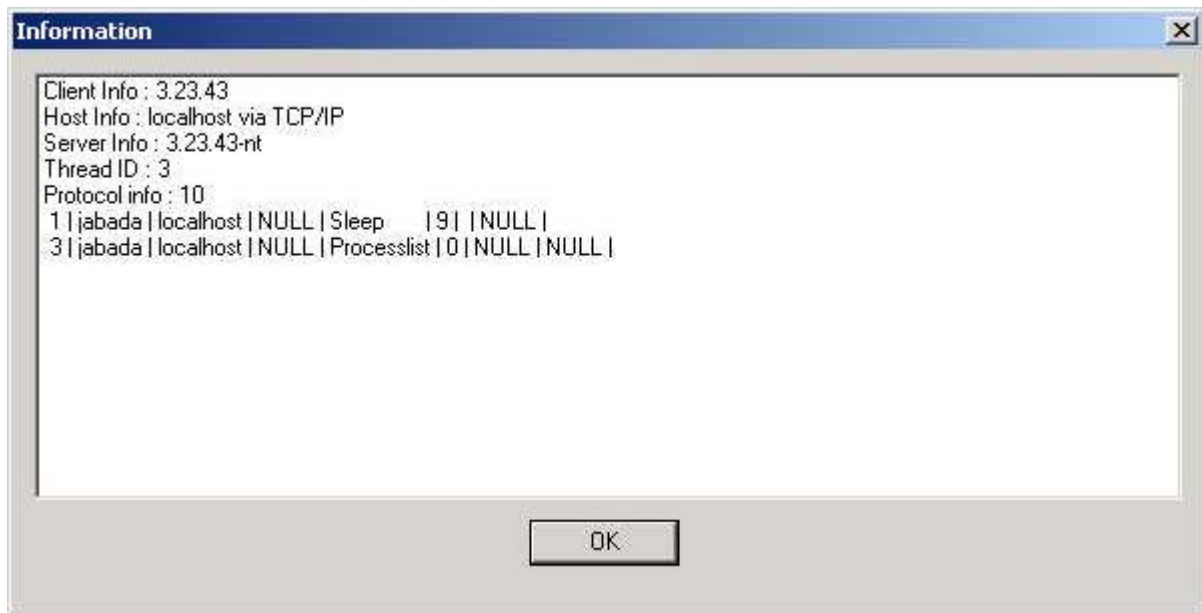 Information
Client Info : 3.23.43
Host Info : localhost via TCP/IP
Server Info : 3.23.43-nt
Thread ID : 3
Protocol info : 10
1 | jabada | localhost | NULL | Sleep | 9 | | NULL |
3 | jabada | localhost | NULL | Processlist | 0 | NULL | NULL |
OK